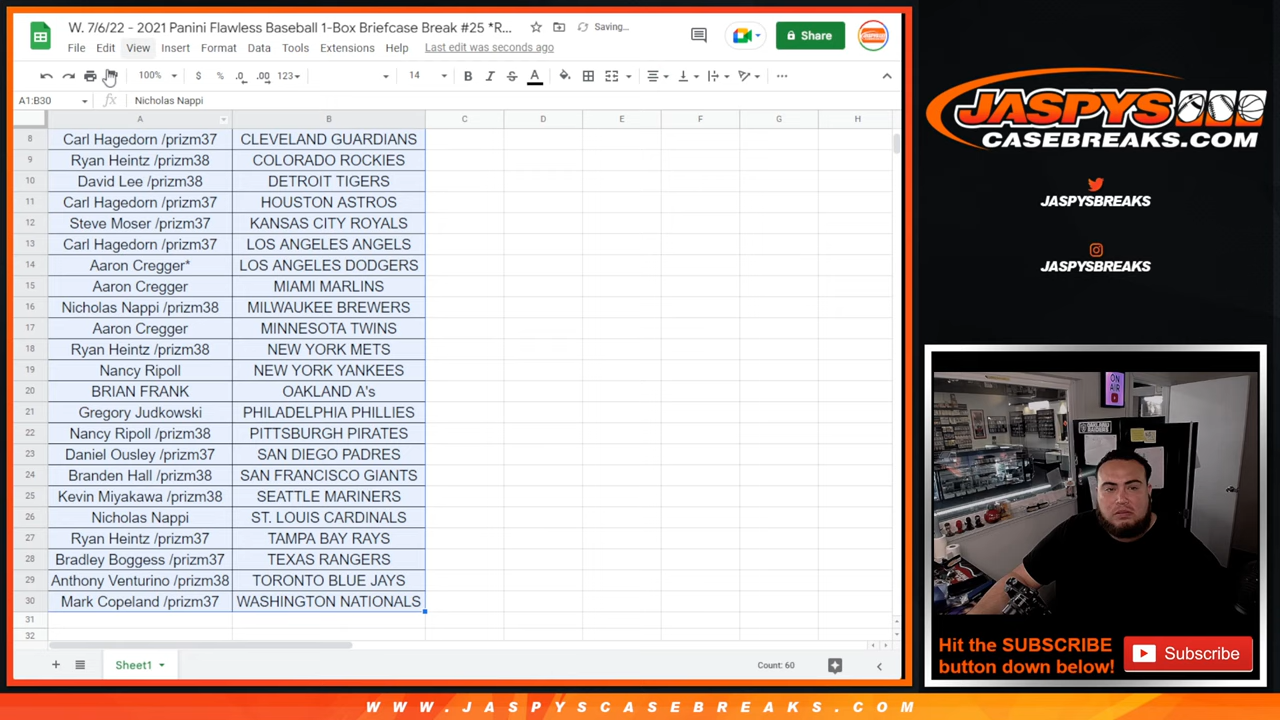 W. 7/6/22 - 2021 Panini Flawless Baseball 1-Box Briefcase Break #25 *R... Saving...
File Edit View Insert Format Data Tools Extensions Help Last edit was seconds ago
Share
100% $ % .0 .00 123 14 B I S A
A1:B30 fx Nicholas Nappi
A B C D E F G H
8 Carl Hagedorn /prizm37 CLEVELAND GUARDIANS
9 Ryan Heintz /prizm38 COLORADO ROCKIES
10 David Lee /prizm38 DETROIT TIGERS
11 Carl Hagedorn /prizm37 HOUSTON ASTROS
12 Steve Moser /prizm37 KANSAS CITY ROYALS
13 Carl Hagedorn /prizm37 LOS ANGELES ANGELS
14 Aaron Cregger* LOS ANGELES DODGERS
15 Aaron Cregger MIAMI MARLINS
16 Nicholas Nappi /prizm38 MILWAUKEE BREWERS
17 Aaron Cregger MINNESOTA TWINS
18 Ryan Heintz /prizm38 NEW YORK METS
19 Nancy Ripoll NEW YORK YANKEES
20 BRIAN FRANK OAKLAND A's
21 Gregory Judkowski PHILADELPHIA PHILLIES
22 Nancy Ripoll /prizm38 PITTSBURGH PIRATES
23 Daniel Ousley /prizm37 SAN DIEGO PADRES
24 Branden Hall /prizm38 SAN FRANCISCO GIANTS
25 Kevin Miyakawa /prizm38 SEATTLE MARINERS
26 Nicholas Nappi ST. LOUIS CARDINALS
27 Ryan Heintz /prizm37 TAMPA BAY RAYS
28 Bradley Boggess /prizm37 TEXAS RANGERS
29 Anthony Venturino /prizm38 TORONTO BLUE JAYS
30 Mark Copeland /prizm37 WASHINGTON NATIONALS
31
32
Sheet1 Count: 60
JASPYS
CASEBREAKS.COM
JASPYSBREAKS
JASPYSBREAKS
ON AIR
Hit the SUBSCRIBE
button down below!
Subscribe
WWW.JASPYSCASEBREAKS.COM